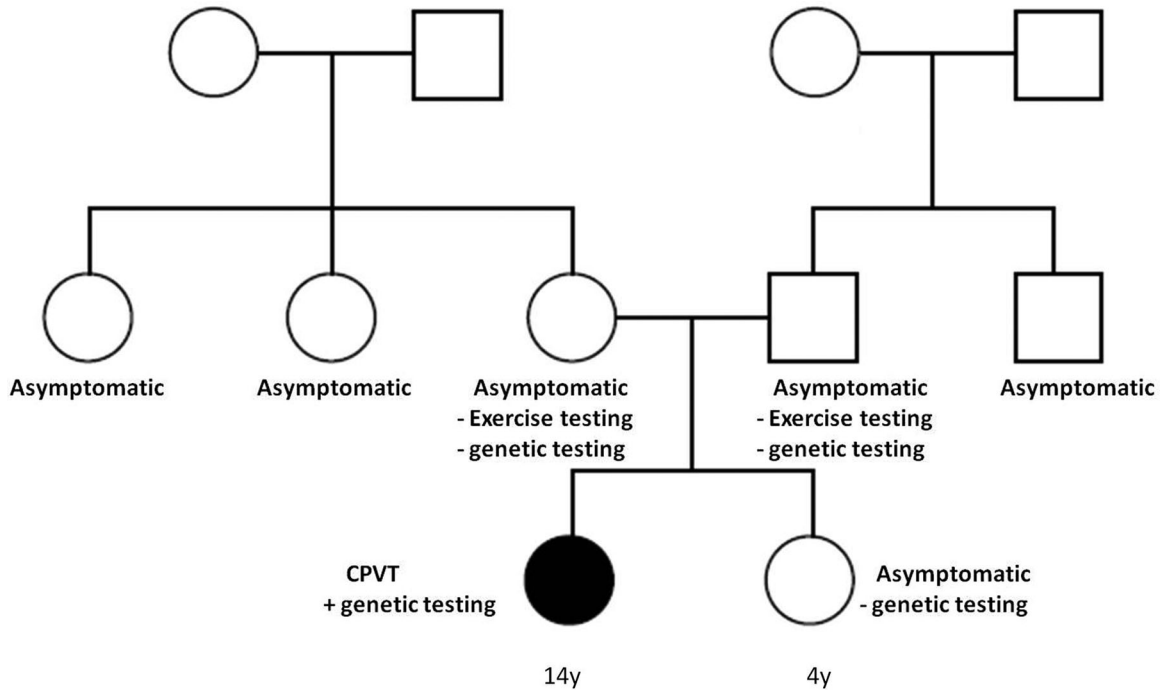 Asymptomatic
Asymptomatic
Asymptomatic
- Exercise testing
- genetic testing
Asymptomatic
- Exercise testing
- genetic testing
Asymptomatic
CPVT
+ genetic testing
Asymptomatic
- genetic testing
14y
4y